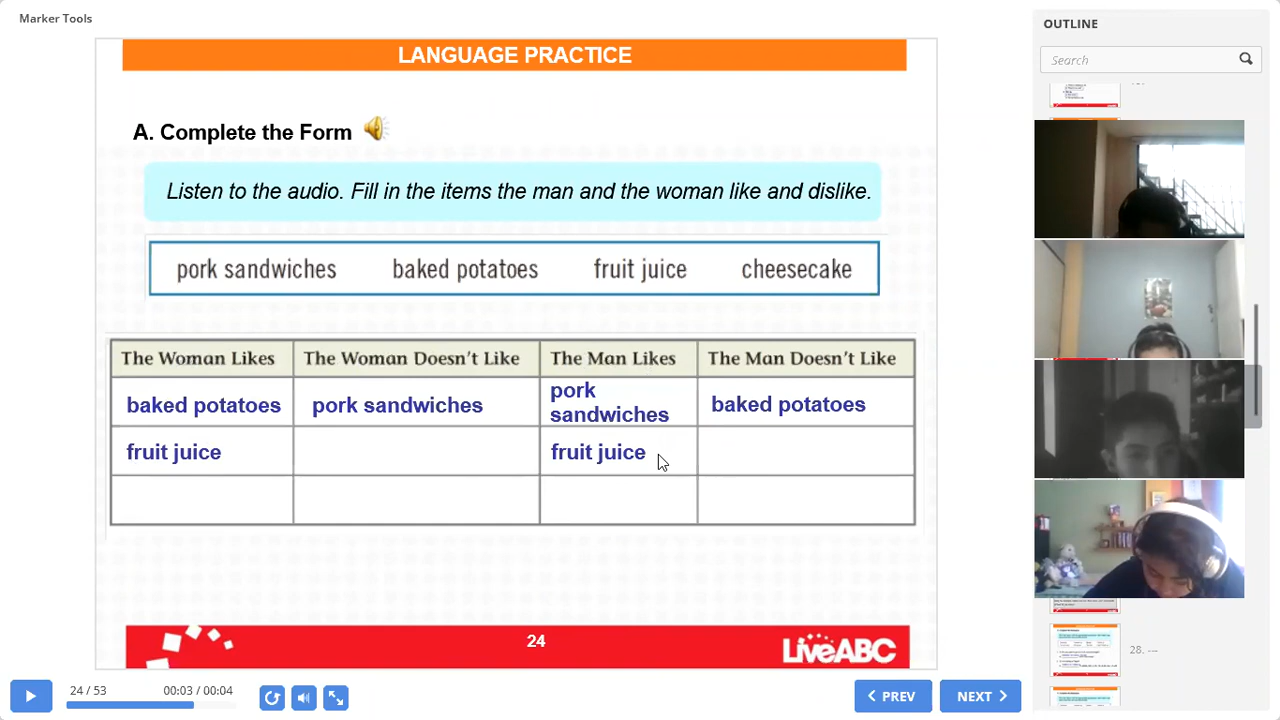 Marker Tools
OUTLINE
Search
LANGUAGE PRACTICE
A. Complete the Form
Listen to the audio. Fill in the items the man and the woman like and dislike.
pork sandwiches baked potatoes fruit juice cheesecake
The Woman Likes The Woman Doesn't Like The Man Likes The Man Doesn't Like
baked potatoes pork sandwiches pork sandwiches baked potatoes
fruit juice fruit juice
24
LiveABC
28.
24 / 53 00:03 / 00:04
PREV NEXT